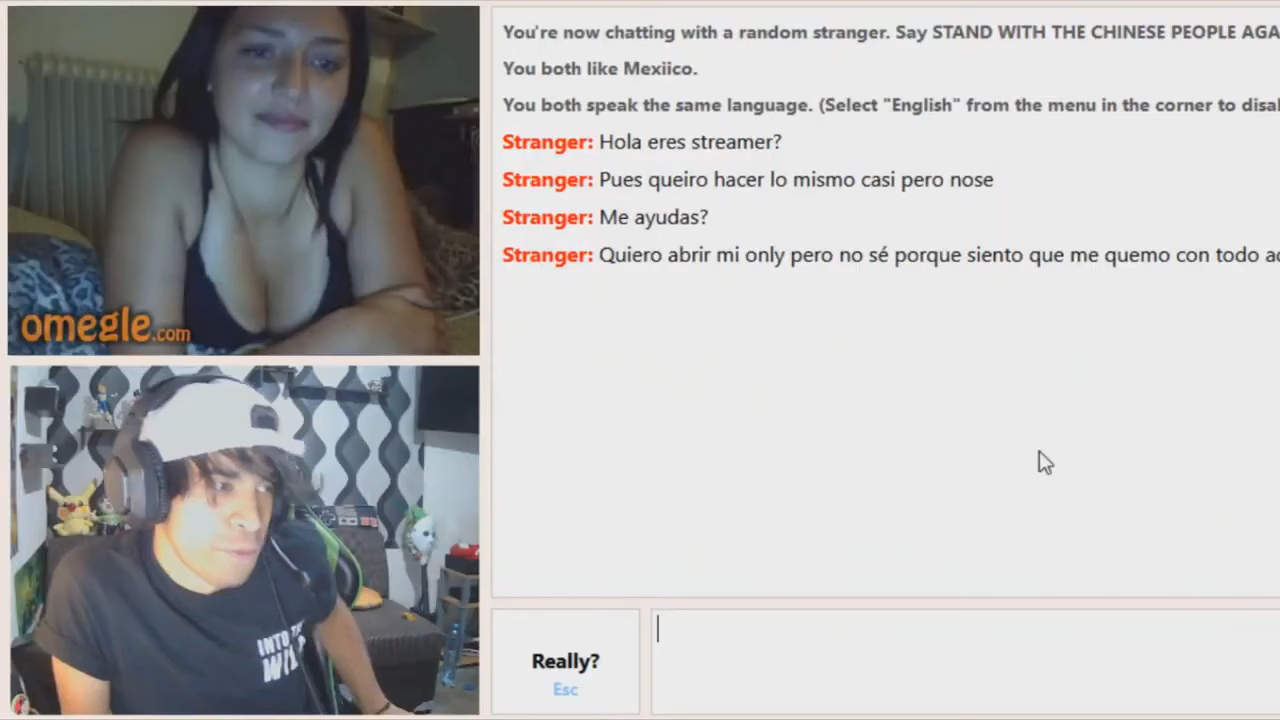 You're now chatting with a random stranger. Say STAND WITH THE CHINESE PEOPLE
You both like Mexiico.
You both speak the same language. (Select "English" from the menu in the corner to
Stranger: Hola eres streamer?
Stranger: Pues queiro hacer lo mismo casi pero nose
Stranger: Me ayudas?
Stranger: Quiero abrir mi only pero no sé porque siento que me quemo con todo
omegle.com
INTO
Really?
Esc